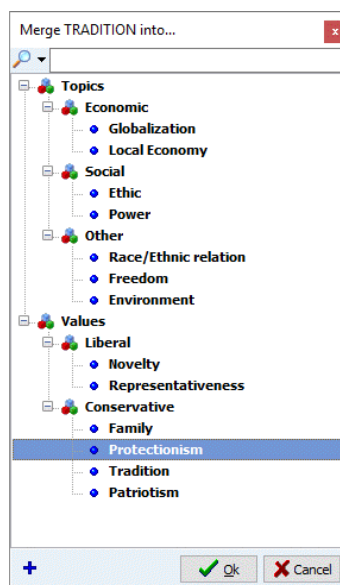 Merge TRADITION into...
Topics
Economic
Globalization
Local Economy
Social
Ethic
Power
Other
Race/Ethnic relation
Freedom
Environment
Values
Liberal
Novelty
Representativeness
Conservative
Family
Protectionism
Tradition
Patriotism
Ok Cancel